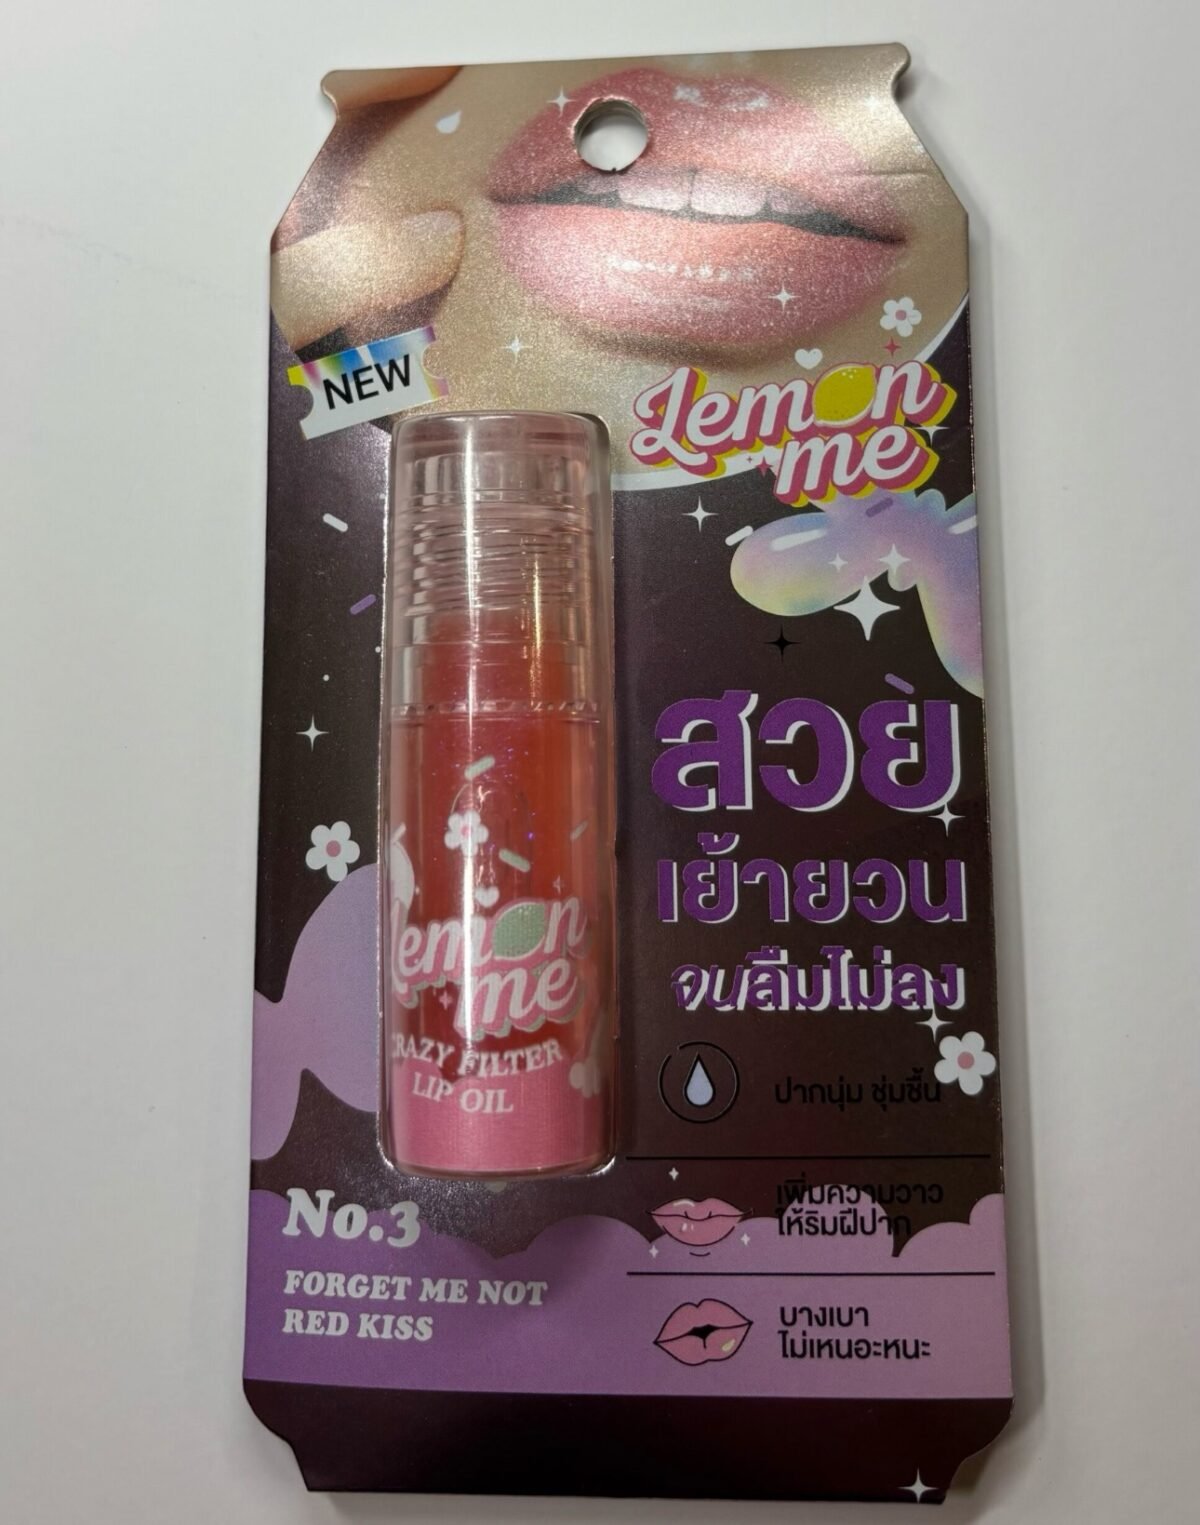 NEW
Lemon
me
สวย
เย้ายวน
จนลืมไม่ลง
Lemon
me
CRAZY FILTER
LIP OIL
ปากนุ่ม ชุ่มชื้น
เพิ่มความวาว
ให้ริมฝีปาก
บางเบา
ไม่เหนอะหนะ
No.3
FORGET ME NOT
RED KISS